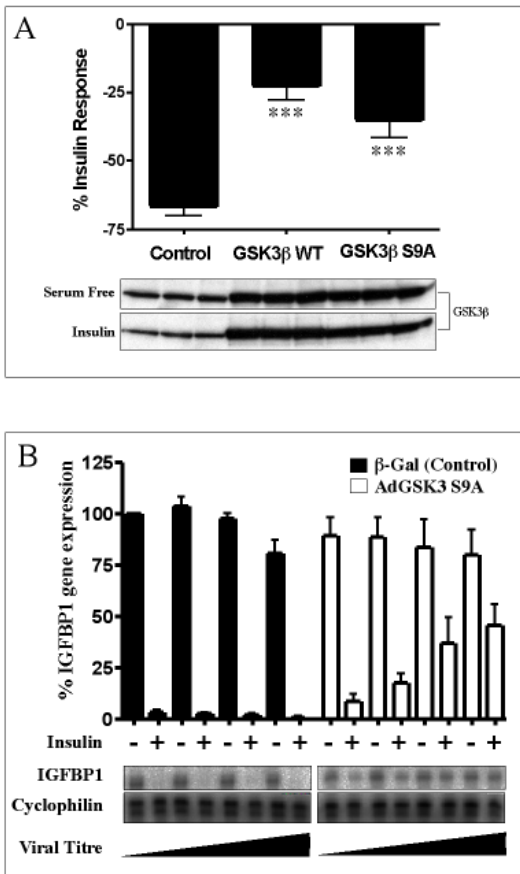 A
% Insulin Response
0
-25
-50
-75
***
***
Control GSK3β WT GSK3β S9A
Serum Free
Insulin
GSK3β
B
% IGFBP1 gene expression
125
100
75
50
25
0
β-Gal (Control)
AdGSK3 S9A
Insulin - + - + - + - + - + - + - + - +
IGFBP1
Cyclophilin
Viral Titre